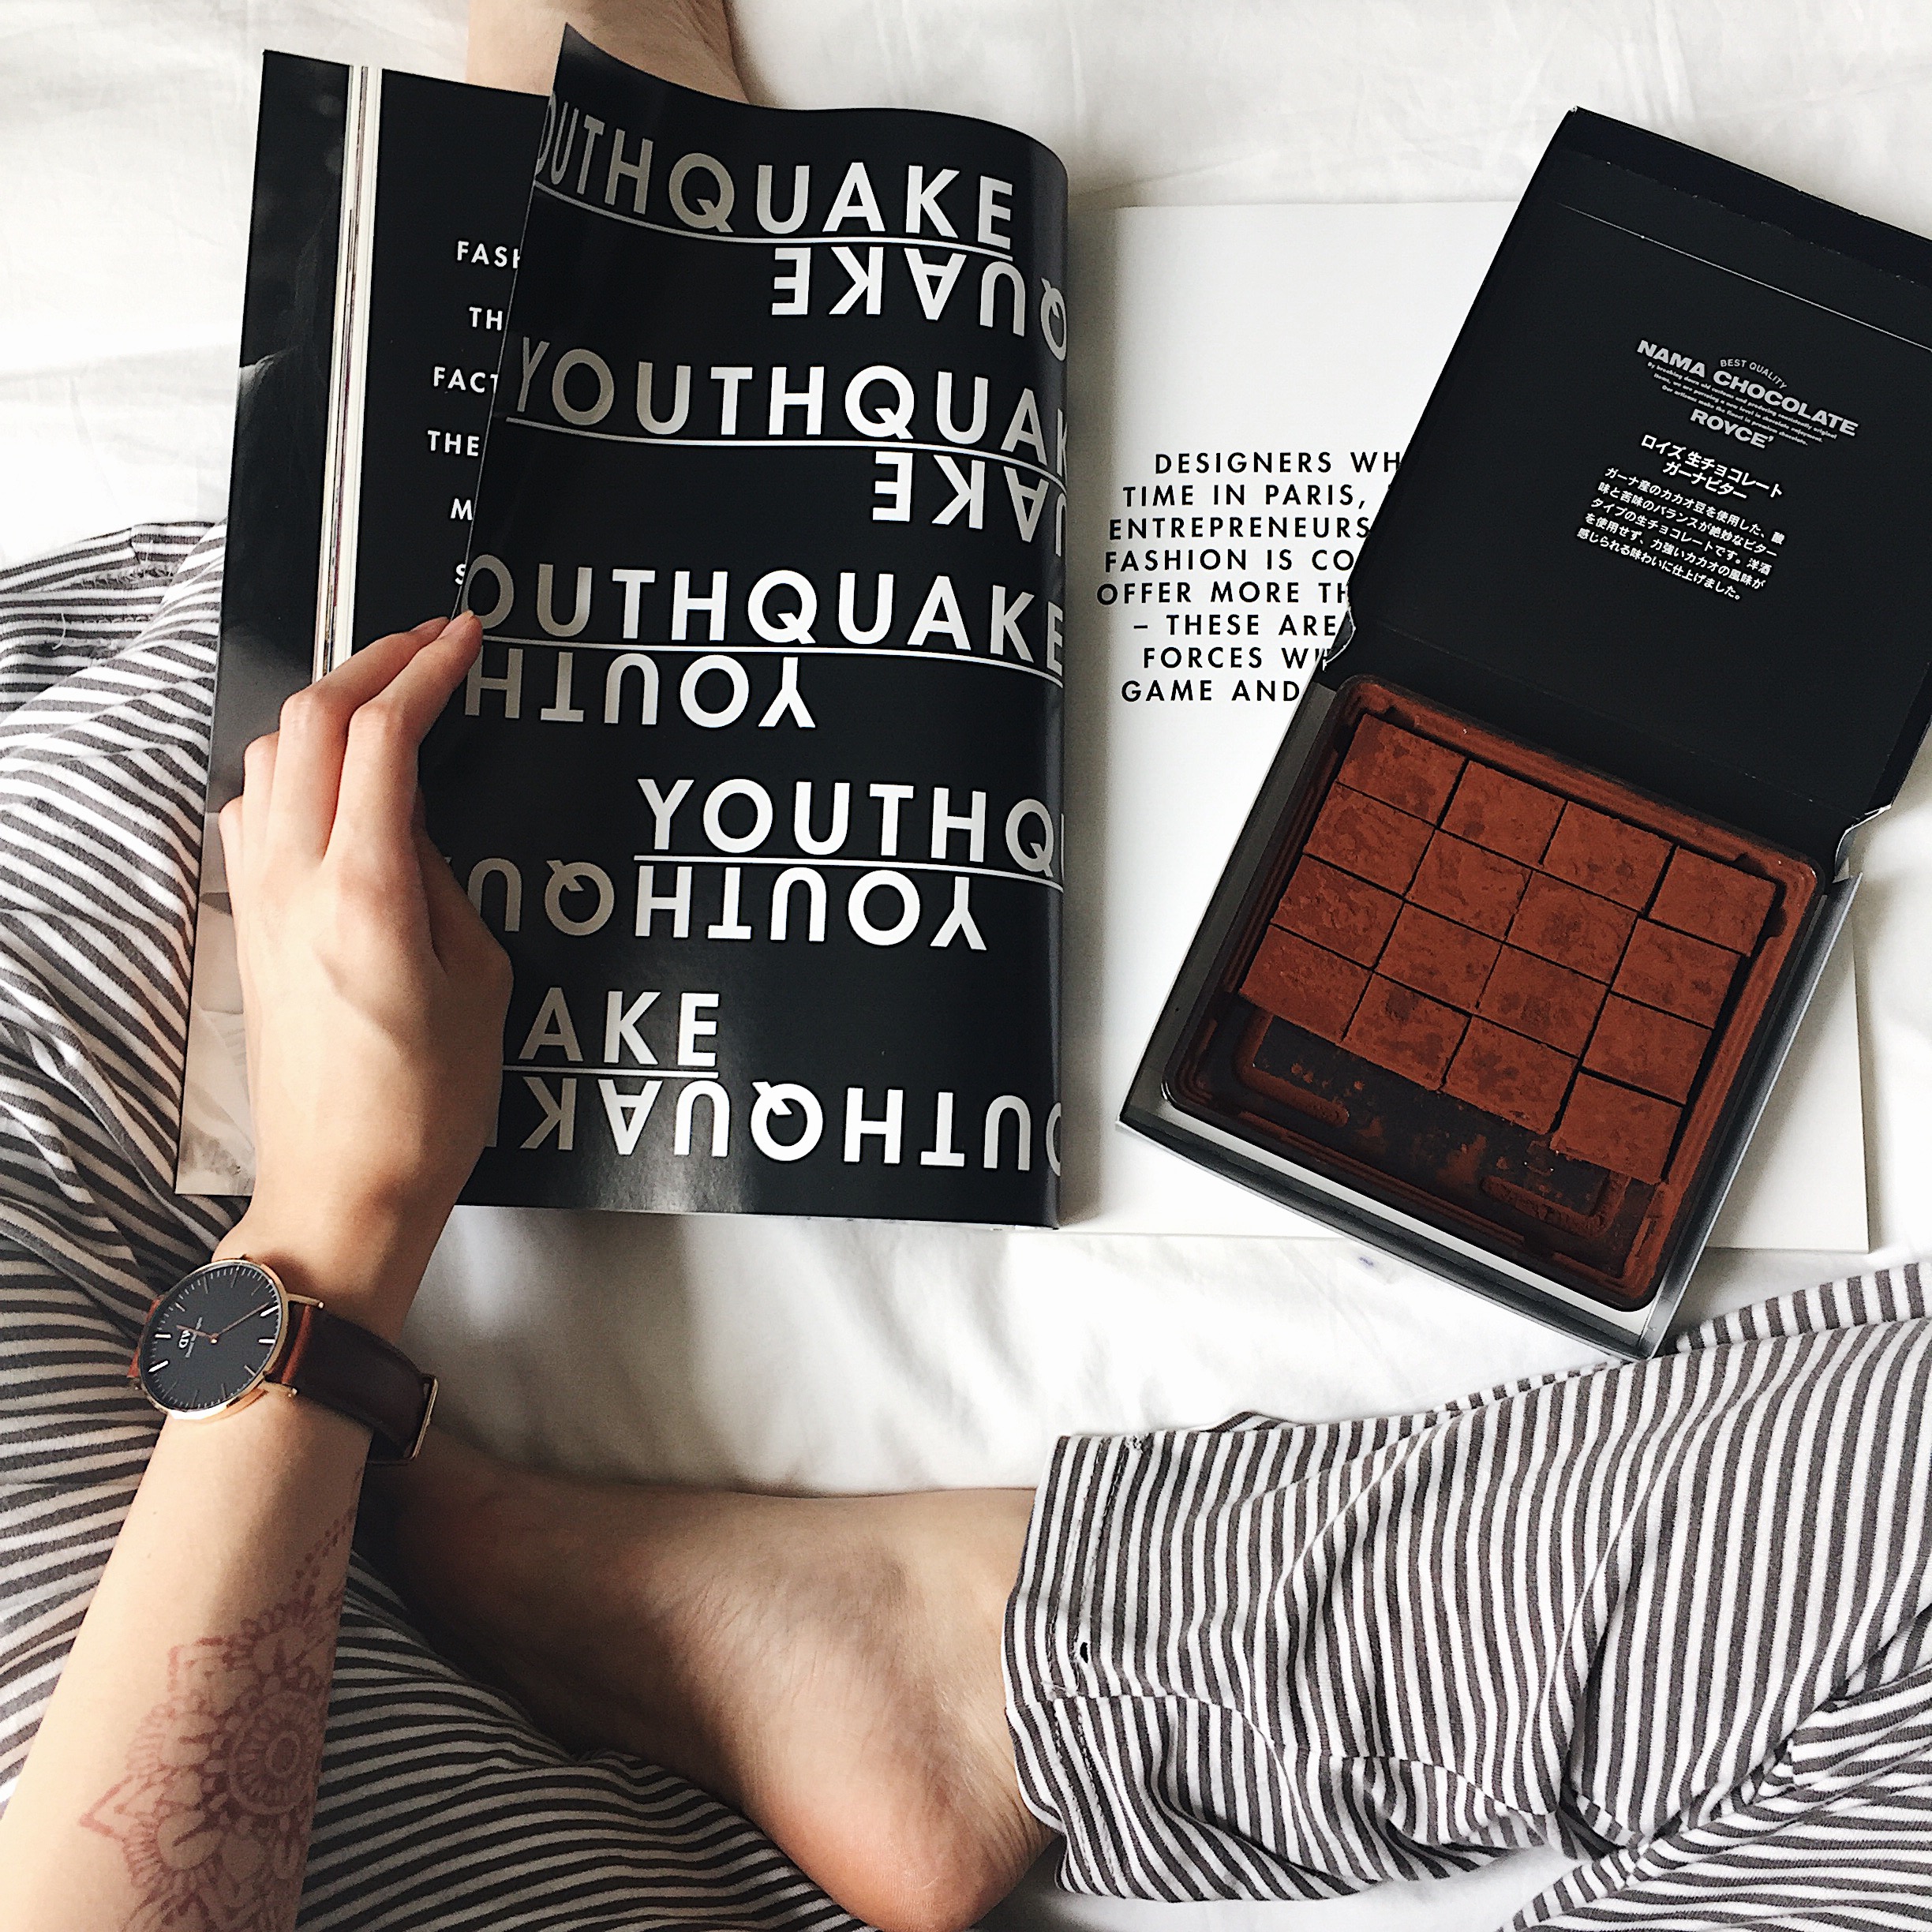 FASH
TH
FACT
THE
M
S
OUTHQUAKE
QUAKE
YOUTHQUAK
UAKE
OUTHQUAKE
YOUTH
YOUTHQU
YOUTHQU
AKE
OUTHQUAK
DESIGNERS WH
TIME IN PARIS,
ENTREPRENEURS
FASHION IS CO
OFFER MORE TH
– THESE ARE
FORCES WI
GAME AND
BEST QUALITY
NAMA CHOCOLATE
ROYCE'
ロイズ 生チョコレート
ガーナビター
ガーナ産のカカオ豆を使用した、酸
味と苦味のバランスが絶妙なビター
タイプの生チョコレートです。洋酒
を使用せず、力強いカカオの風味が
感じられる味わいに仕上げました。